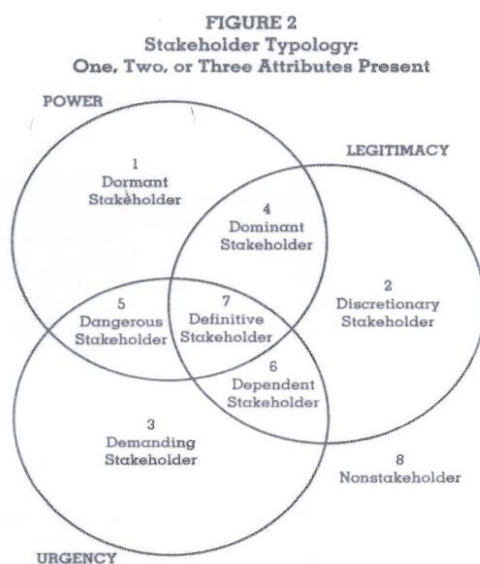 FIGURE 2
Stakeholder Typology:
One, Two, or Three Attributes Present
POWER
LEGITIMACY
1
Dormant
Stakeholder
4
Dominant
Stakeholder
2
Discretionary
Stakeholder
5
Dangerous
Stakeholder
7
Definitive
Stakeholder
6
Dependent
Stakeholder
3
Demanding
Stakeholder
8
Nonstakeholder
URGENCY